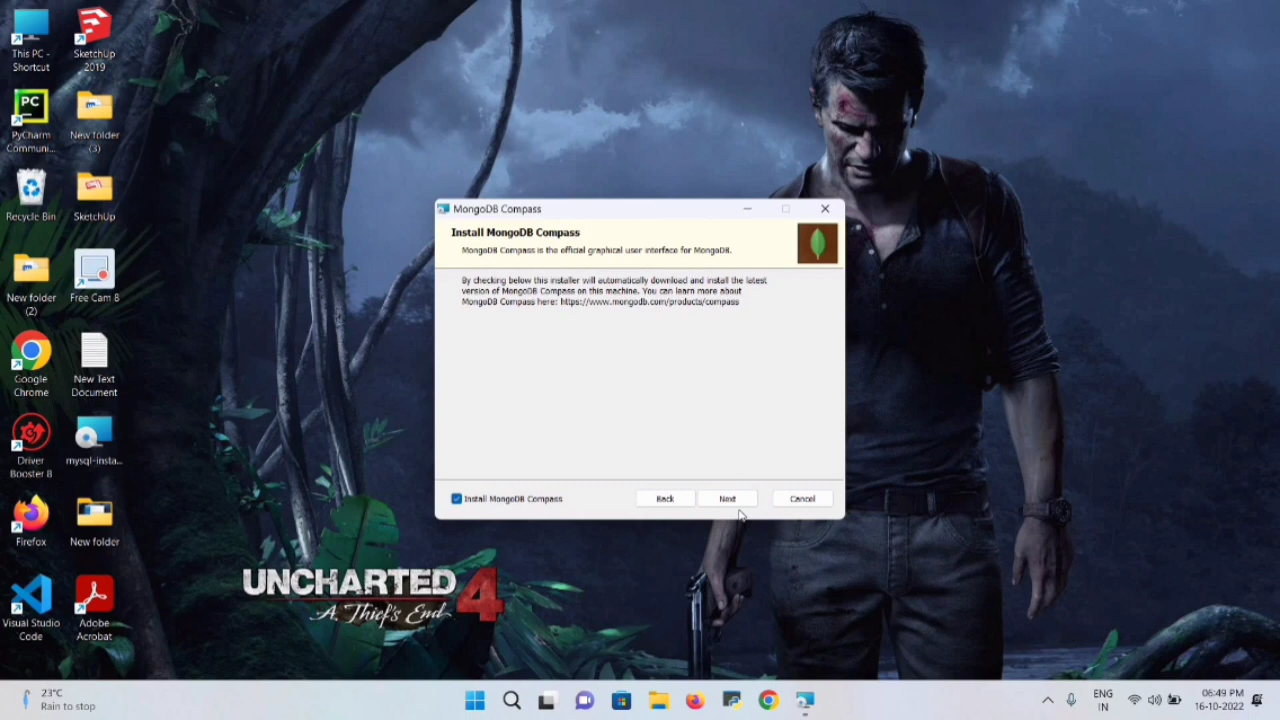 This PC -
Shortcut
SketchUp
2019
PC
PyCharm
Communi...
New folder
(3)
Recycle Bin
SketchUp
New folder
(2)
Free Cam 8
Google
Chrome
New Text
Document
Driver
Booster 8
mysql-insta...
Firefox
New folder
Visual Studio
Code
Adobe
Acrobat
MongoDB Compass
Install MongoDB Compass
MongoDB Compass is the official graphical user interface for MongoDB.
By checking below this installer will automatically download and install the latest
version of MongoDB Compass on this machine. You can learn more about
MongoDB Compass here: https://www.mongodb.com/products/compass
Install MongoDB Compass
Back
Next
Cancel
UNCHARTED 4
A Thief's End
23°C
Rain to stop
ENG
IN
06:49 PM
16-10-2022